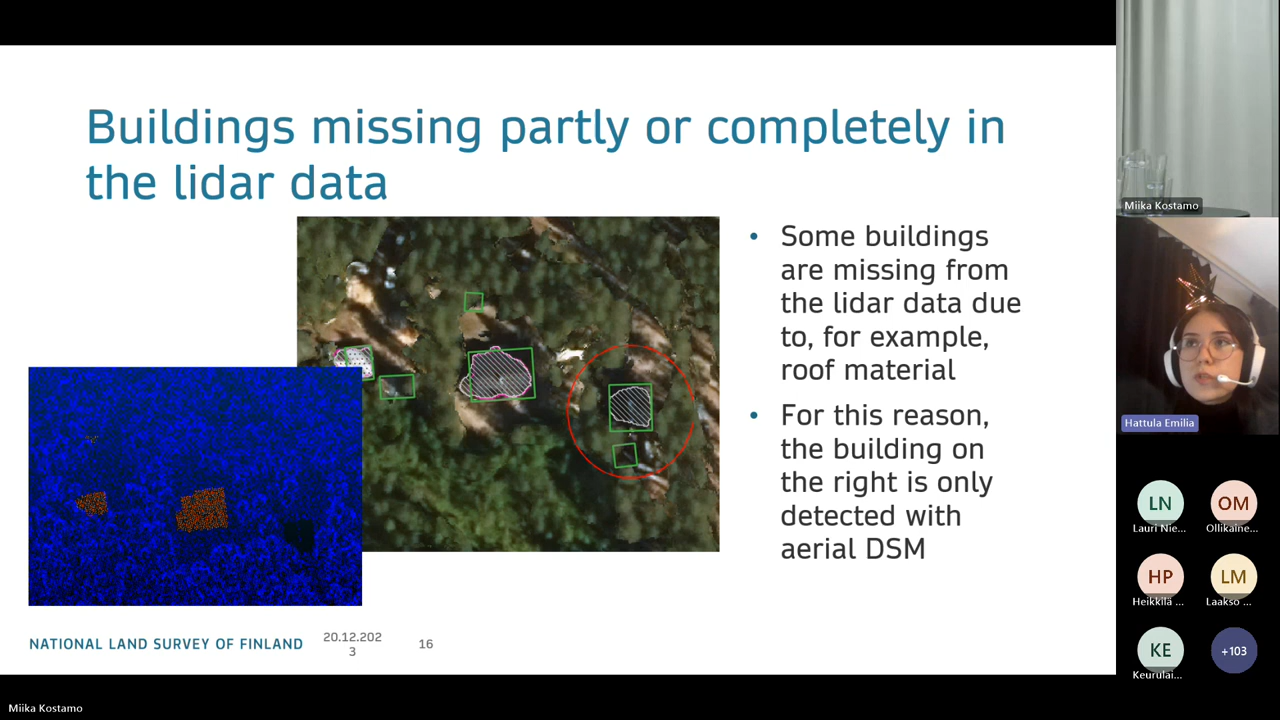 Buildings missing partly or completely in
the lidar data
• Some buildings
are missing from
the lidar data due
to, for example,
roof material
• For this reason,
the building on
the right is only
detected with
aerial DSM
NATIONAL LAND SURVEY OF FINLAND
20.12.202
3
16
Miika Kostamo
Miika Kostamo
Hattula Emilia
LN
Lauri Nie...
OM
Ollikaine...
HP
Heikkilä ...
LM
Laakso ...
KE
Keurulai...
+103